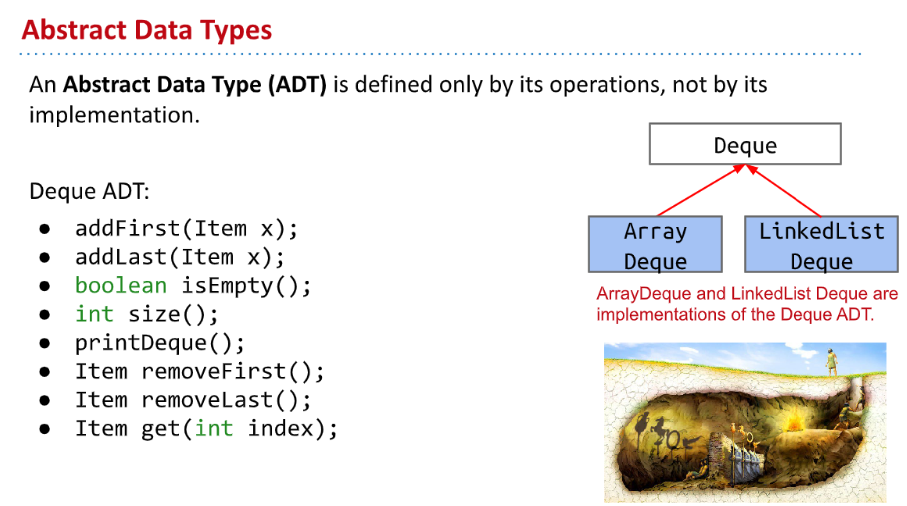 Abstract Data Types
An Abstract Data Type (ADT) is defined only by its operations, not by its
implementation.
Deque ADT:
● addFirst(Item x);
● addLast(Item x);
● boolean isEmpty();
● int size();
● printDeque();
● Item removeFirst();
● Item removeLast();
● Item get(int index);
Deque
Array
Deque
LinkedList
Deque
ArrayDeque and LinkedList Deque are
implementations of the Deque ADT.